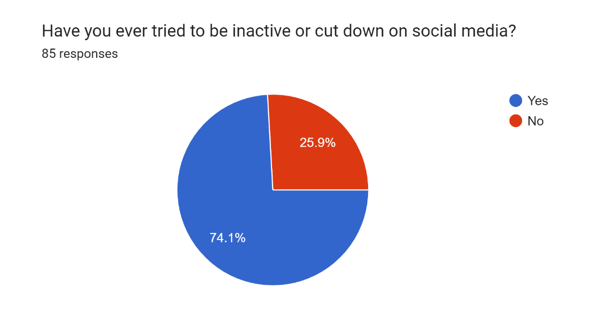 Have you ever tried to be inactive or cut down on social media?
85 responses
Yes
No
25.9%
74.1%